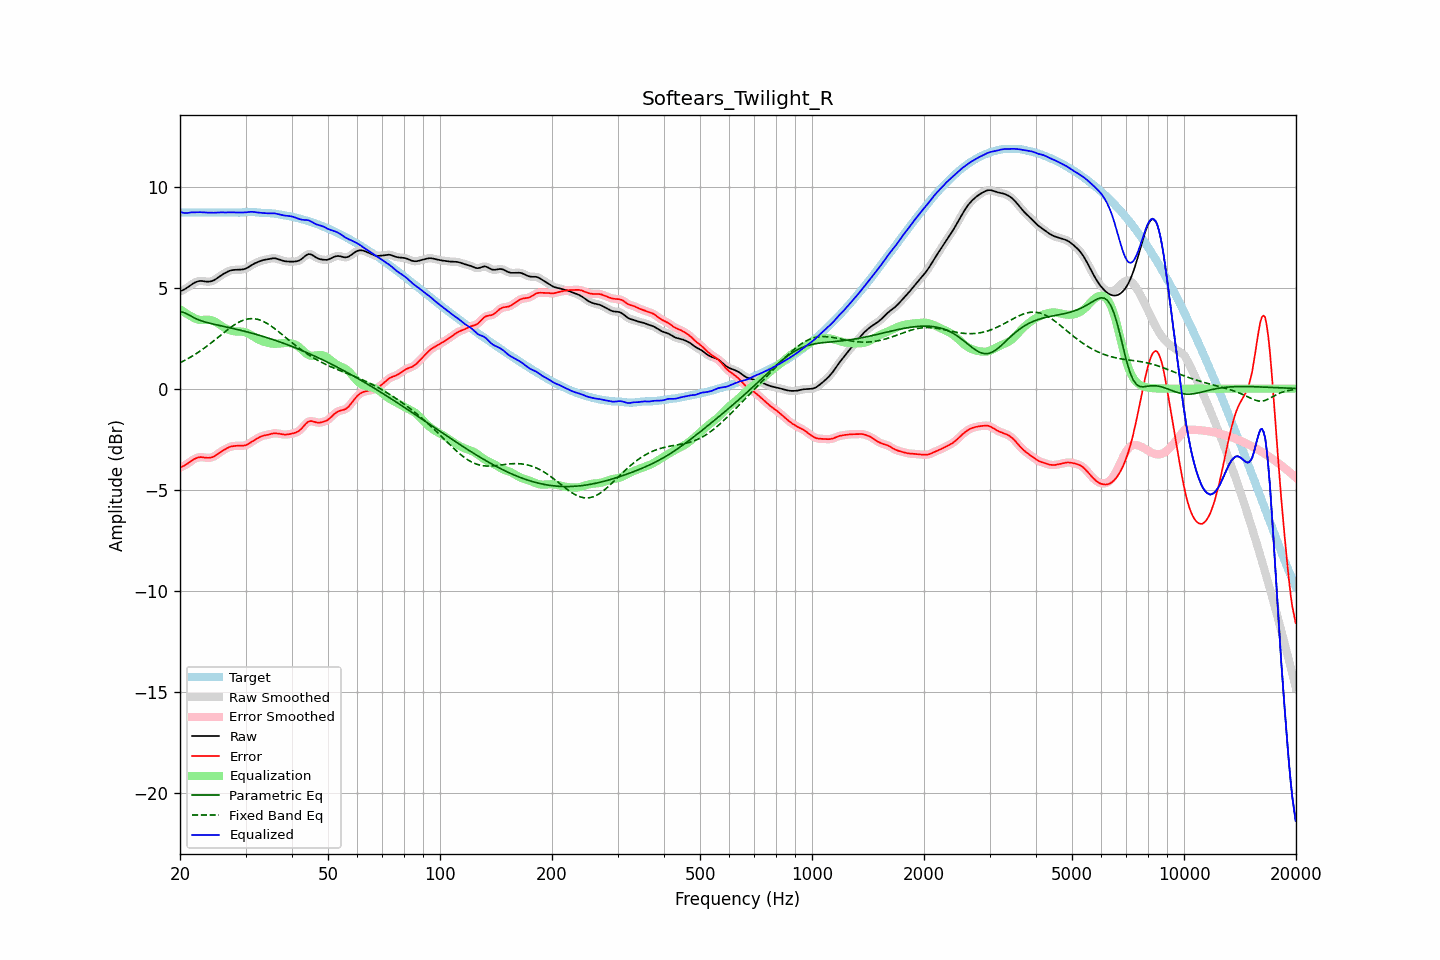 Softears_Twilight_R
Amplitude (dBr)
10
5
0
−5
−10
−15
−20
Target
Raw Smoothed
Error Smoothed
Raw
Error
Equalization
Parametric Eq
Fixed Band Eq
Equalized
20 50 100 200 500 1000 2000 5000 10000 20000
Frequency (Hz)